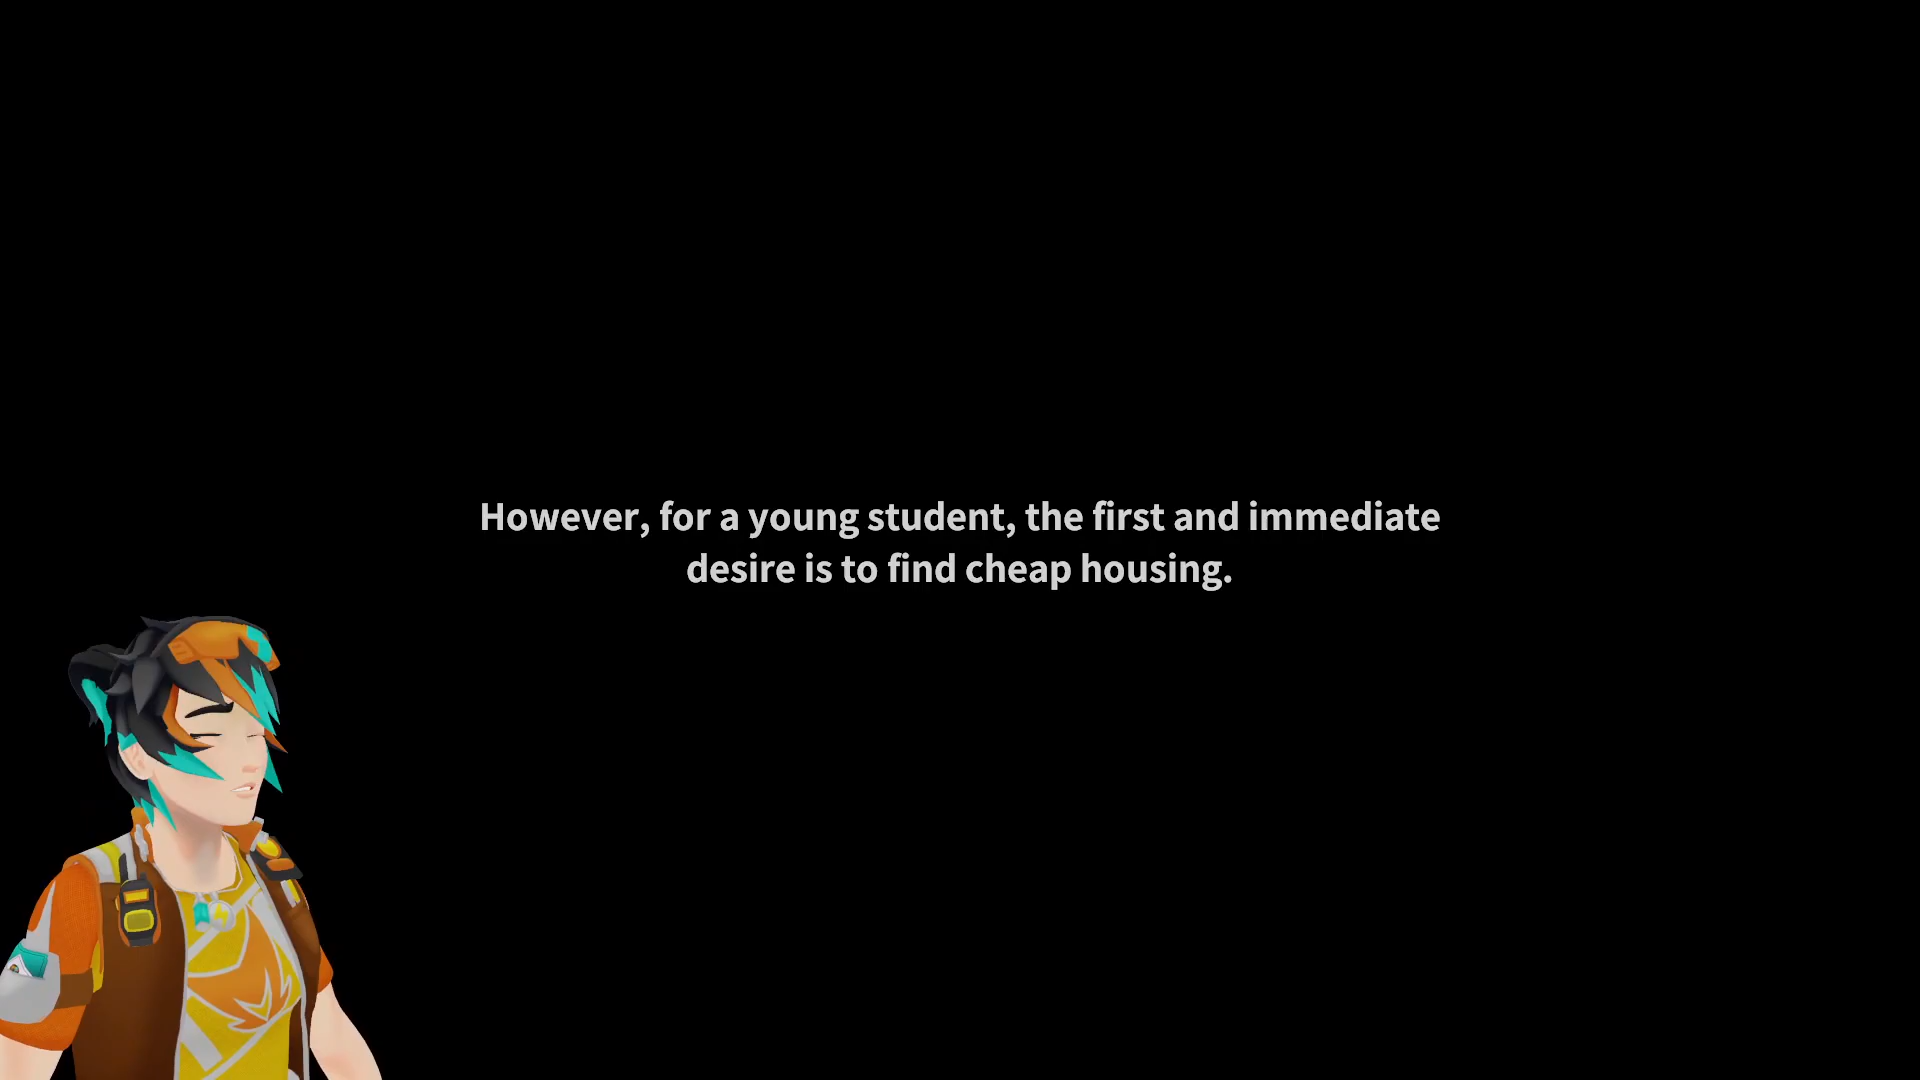 However, for a young student, the first and immediate
desire is to find cheap housing.